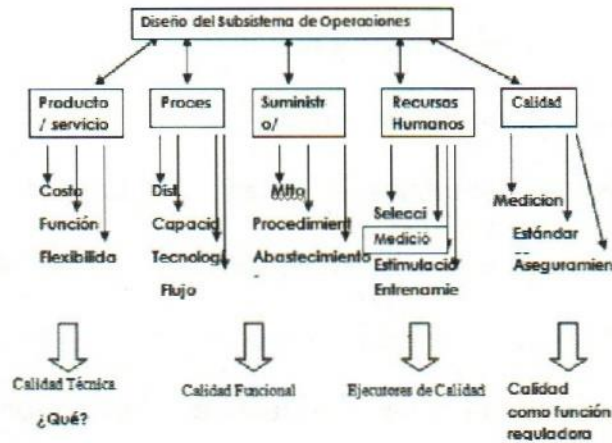 Diseño del Subsistema de Operaciones
Producto
/ servicio
Proces
Suministr
o/
Recursos
Humanos
Calidad
Costo
Función
Flexibilida
Dist.
Capacid
Tecnologí
Flujo
Mtto
Procedimient
Abastecimiento
Selecci
Medició
Estimulació
Entrenamie
Medicion
Estándar
Aseguramien
Calidad Técnica
¿Qué?
Calidad Funcional
Ejecutores de Calidad
Calidad
como función
reguladora